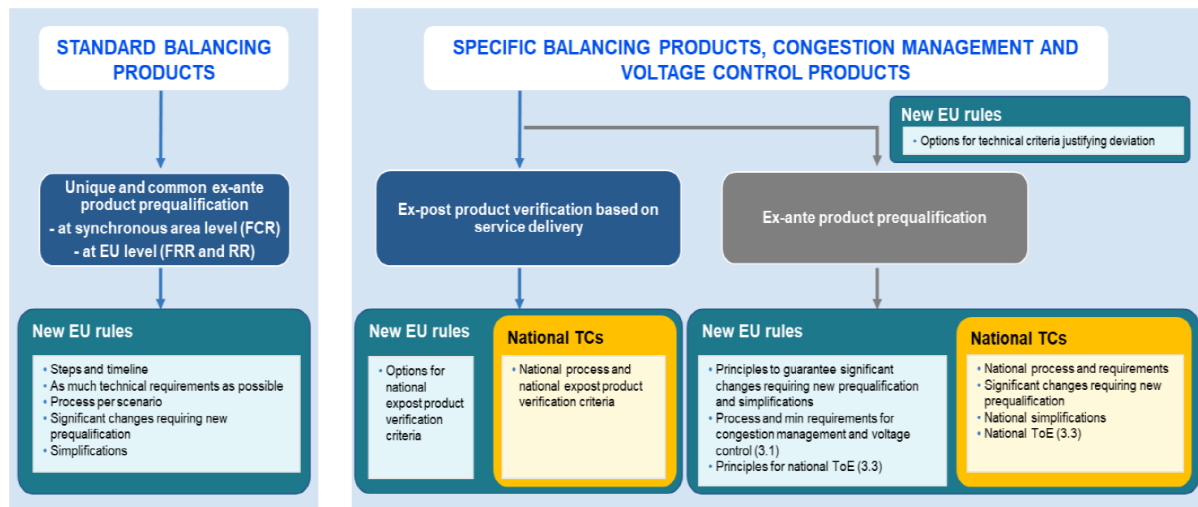 STANDARD BALANCING
PRODUCTS
Unique and common ex-ante
product prequalification
- at synchronous area level (FCR)
- at EU level (FRR and RR)
New EU rules
• Steps and timeline
• As much technical requirements as possible
• Process per scenario
• Significant changes requiring new
prequalification
• Simplifications
SPECIFIC BALANCING PRODUCTS, CONGESTION MANAGEMENT AND
VOLTAGE CONTROL PRODUCTS
New EU rules
• Options for technical criteria justifying deviation
Ex-post product verification based on
service delivery
Ex-ante product prequalification
New EU rules
• Options for
national
expost product
verification
criteria
National TCs
• National process and
national expost product
verification criteria
New EU rules
• Principles to guarantee significant
changes requiring new prequalification
and simplifications
• Process and min requirements for
congestion management and voltage
control (3.1)
• Principles for national ToE (3.3)
National TCs
• National process and requirements
• Significant changes requiring new
prequalification
• National simplifications
• National ToE (3.3)